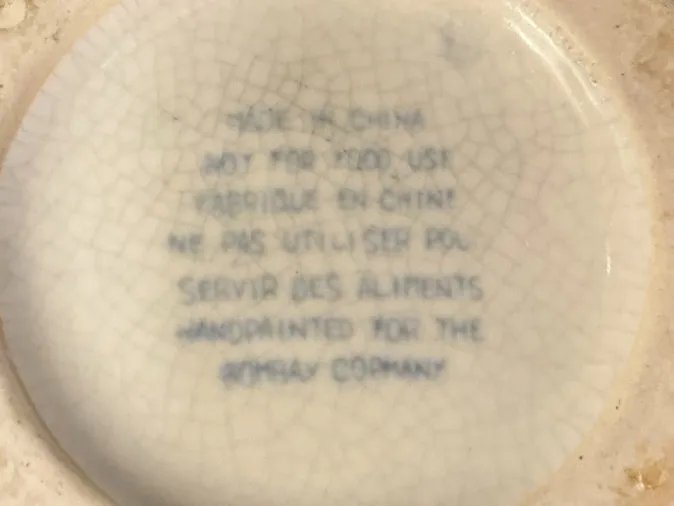 MADE IN CHINA
NOT FOR FOOD USE
FABRIQUE EN CHINE
NE PAS UTILISER POU
SERVIR DES ALIMENTS
HANDPAINTED FOR THE
BOMBAY COMPANY